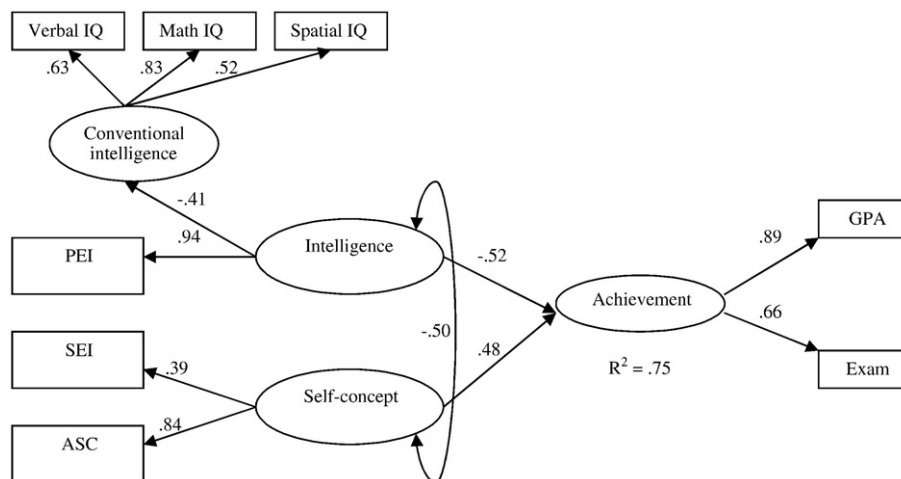 Verbal IQ
Math IQ
Spatial IQ
.63
.83
.52
Conventional
intelligence
-.41
.94
PEI
Intelligence
-.52
GPA
.89
Achievement
.66
-.50
.48
SEI
.39
R² = .75
Exam
Self-concept
.84
ASC